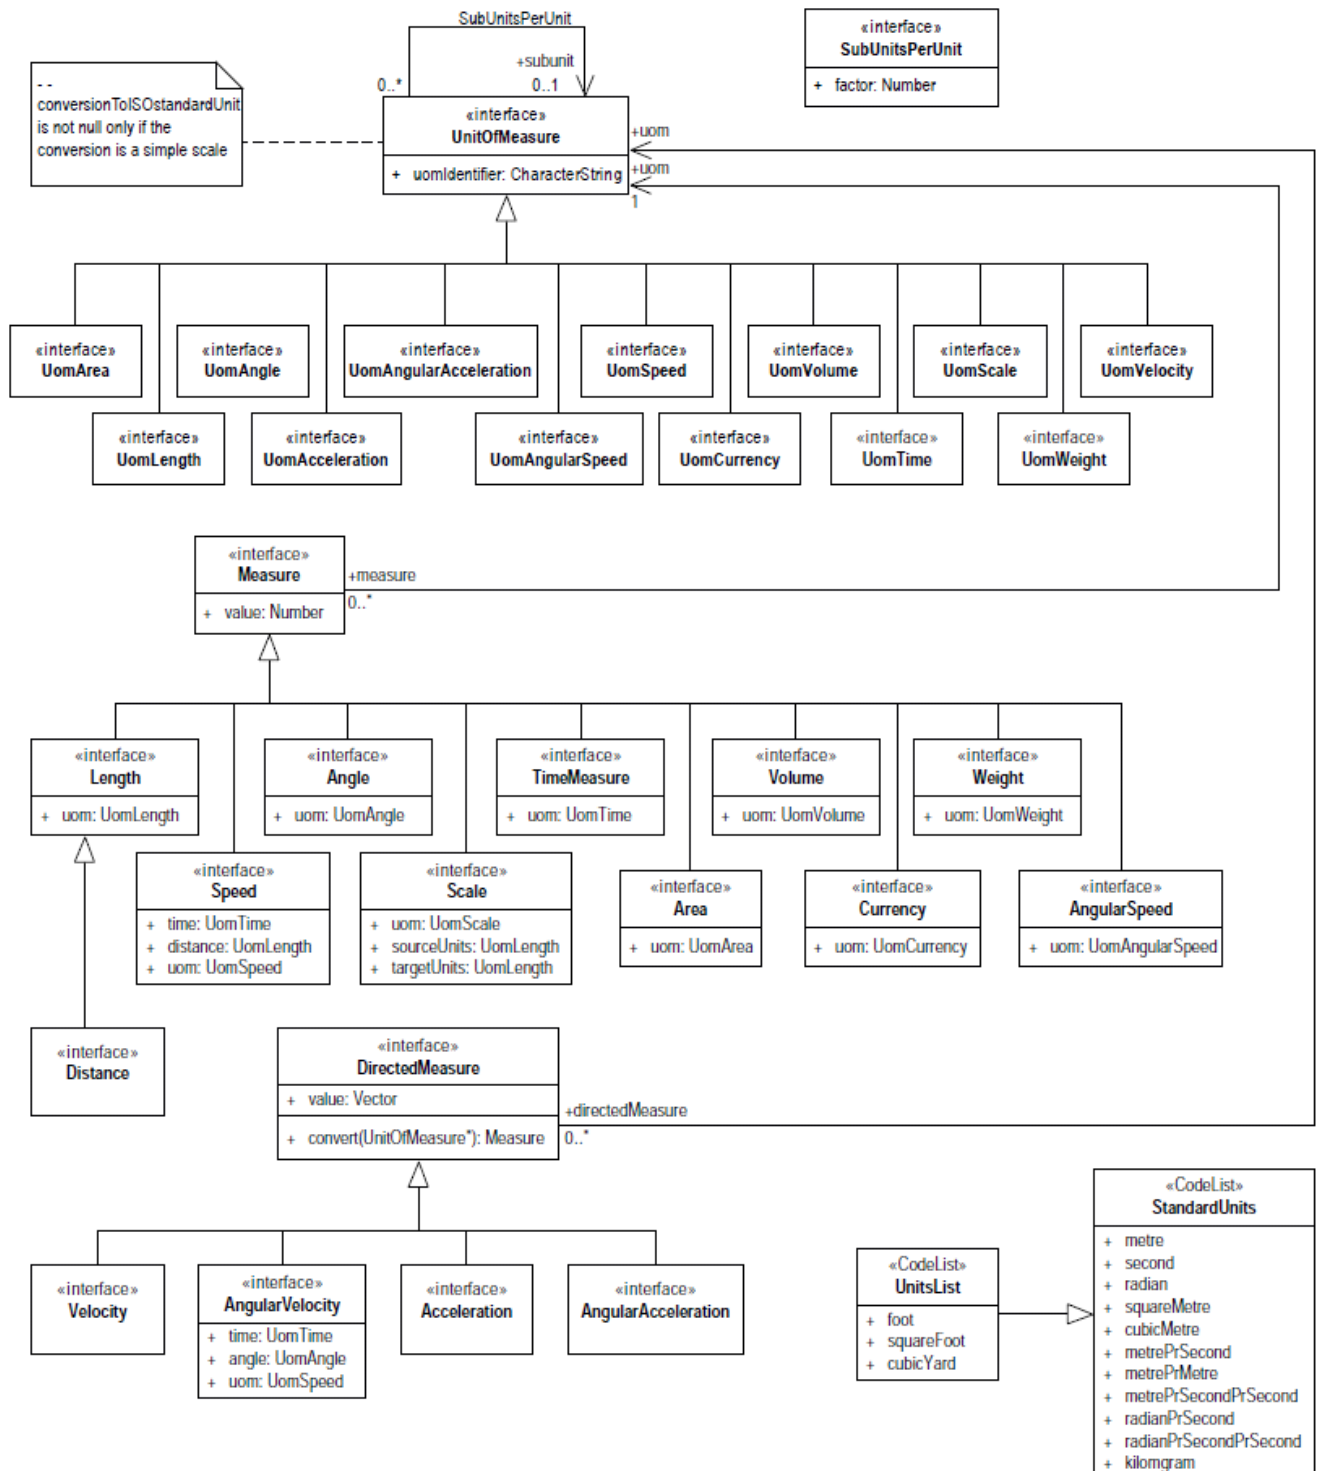 SubUnitsPerUnit
+subunit
0..*
0..1
«interface»
SubUnitsPerUnit
+ factor: Number
- -
conversionToISOstandardUnit
is not null only if the
conversion is a simple scale
«interface»
UnitOfMeasure
+ uomIdentifier: CharacterString
+uom
+uom
1
«interface»
UomArea
«interface»
UomAngle
«interface»
UomAngularAcceleration
«interface»
UomSpeed
«interface»
UomVolume
«interface»
UomScale
«interface»
UomVelocity
«interface»
UomLength
«interface»
UomAcceleration
«interface»
UomAngularSpeed
«interface»
UomCurrency
«interface»
UomTime
«interface»
UomWeight
«interface»
Measure
+ value: Number
+measure
0..*
«interface»
Length
+ uom: UomLength
«interface»
Angle
+ uom: UomAngle
«interface»
TimeMeasure
+ uom: UomTime
«interface»
Volume
+ uom: UomVolume
«interface»
Weight
+ uom: UomWeight
«interface»
Speed
+ time: UomTime
+ distance: UomLength
+ uom: UomSpeed
«interface»
Scale
+ uom: UomScale
+ sourceUnits: UomLength
+ targetUnits: UomLength
«interface»
Area
+ uom: UomArea
«interface»
Currency
+ uom: UomCurrency
«interface»
AngularSpeed
+ uom: UomAngularSpeed
«interface»
Distance
«interface»
DirectedMeasure
+ value: Vector
+ convert(UnitOfMeasure*): Measure
+directedMeasure
0..*
«interface»
Velocity
«interface»
AngularVelocity
+ time: UomTime
+ angle: UomAngle
+ uom: UomSpeed
«interface»
Acceleration
«interface»
AngularAcceleration
«CodeList»
UnitsList
+ foot
+ squareFoot
+ cubicYard
«CodeList»
StandardUnits
+ metre
+ second
+ radian
+ squareMetre
+ cubicMetre
+ metrePrSecond
+ metrePrMetre
+ metrePrSecondPrSecond
+ radianPrSecond
+ radianPrSecondPrSecond
+ kilomgram